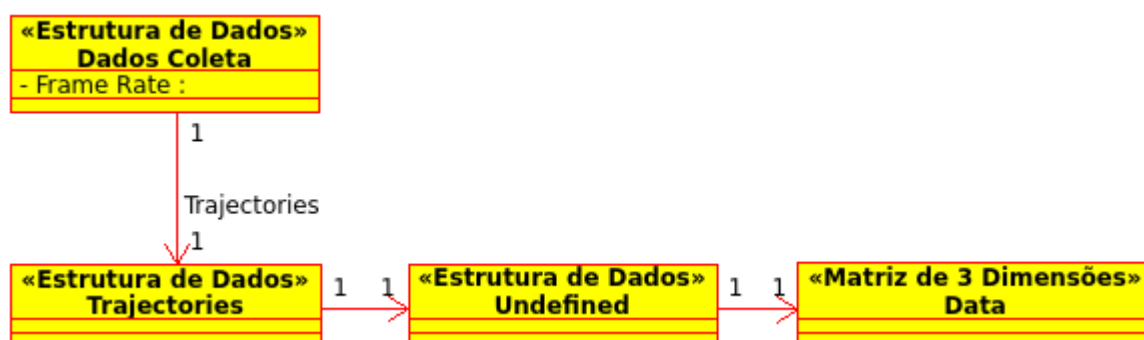 «Estrutura de Dados»
Dados Coleta
- Frame Rate :
1
Trajectories
1
«Estrutura de Dados»
Trajectories
1 1
«Estrutura de Dados»
Undefined
1 1
«Matriz de 3 Dimensões»
Data